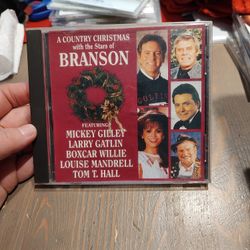 A COUNTRY CHRISTMAS
with the Stars of
BRANSON
FEATURING:
MICKEY GILLEY
LARRY GATLIN
BOXCAR WILLIE
LOUISE MANDRELL
TOM T. HALL